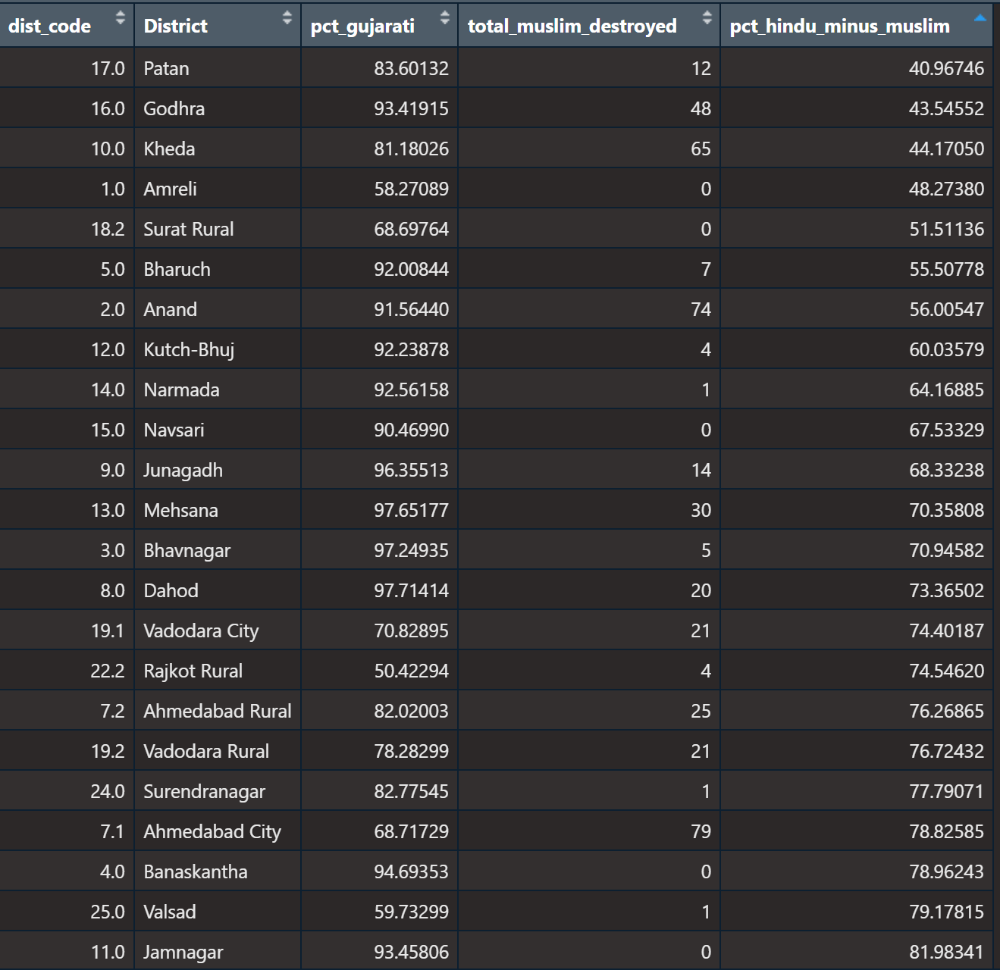 dist_code District pct_gujarati total_muslim_destroyed pct_hindu_minus_muslim
17.0 Patan 83.60132 12 40.96746
16.0 Godhra 93.41915 48 43.54552
10.0 Kheda 81.18026 65 44.17050
1.0 Amreli 58.27089 0 48.27380
18.2 Surat Rural 68.69764 0 51.51136
5.0 Bharuch 92.00844 7 55.50778
2.0 Anand 91.56440 74 56.00547
12.0 Kutch-Bhuj 92.23878 4 60.03579
14.0 Narmada 92.56158 1 64.16885
15.0 Navsari 90.46990 0 67.53329
9.0 Junagadh 96.35513 14 68.33238
13.0 Mehsana 97.65177 30 70.35808
3.0 Bhavnagar 97.24935 5 70.94582
8.0 Dahod 97.71414 20 73.36502
19.1 Vadodara City 70.82895 21 74.40187
22.2 Rajkot Rural 50.42294 4 74.54620
7.2 Ahmedabad Rural 82.02003 25 76.26865
19.2 Vadodara Rural 78.28299 21 76.72432
24.0 Surendranagar 82.77545 1 77.79071
7.1 Ahmedabad City 68.71729 79 78.82585
4.0 Banaskantha 94.69353 0 78.96243
25.0 Valsad 59.73299 1 79.17815
11.0 Jamnagar 93.45806 0 81.98341